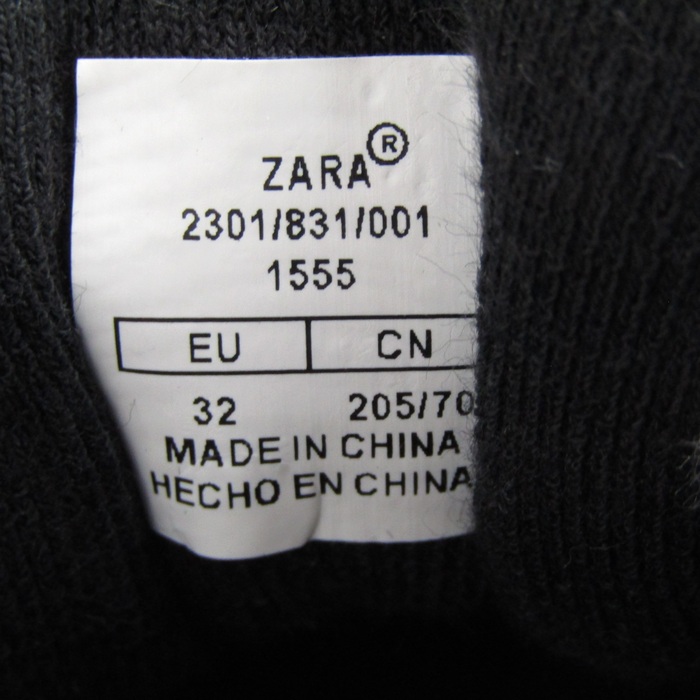 ZARA®
2301/831/001
1555
EU CN
32 205/70
MADE IN CHINA
HECHO EN CHINA